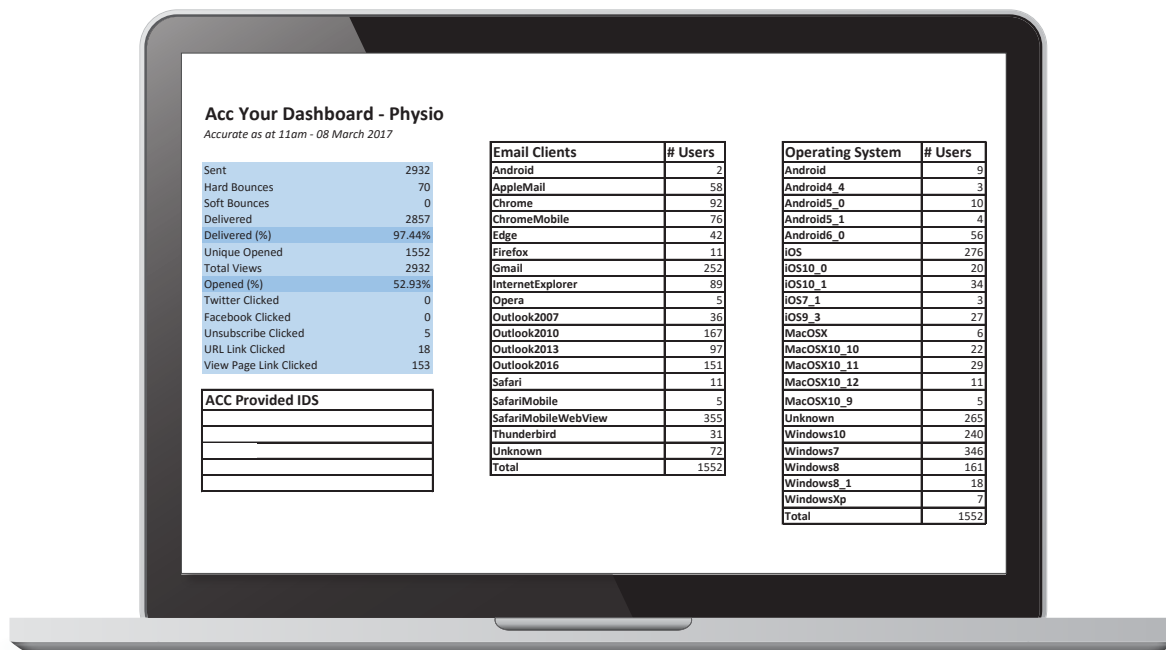 Acc Your Dashboard - Physio
Accurate as at 11am - 08 March 2017
Sent 2932
Hard Bounces 70
Soft Bounces 0
Delivered 2857
Delivered (%) 97.44%
Unique Opened 1552
Total Views 2932
Opened (%) 52.93%
Twitter Clicked 0
Facebook Clicked 0
Unsubscribe Clicked 5
URL Link Clicked 18
View Page Link Clicked 153
ACC Provided IDS
Email Clients # Users
Android 2
AppleMail 58
Chrome 92
ChromeMobile 76
Edge 42
Firefox 11
Gmail 252
InternetExplorer 89
Opera 5
Outlook2007 36
Outlook2010 167
Outlook2013 97
Outlook2016 151
Safari 11
SafariMobile 5
SafariMobileWebView 355
Thunderbird 31
Unknown 72
Total 1552
Operating System # Users
Android 9
Android4_4 3
Android5_0 10
Android5_1 4
Android6_0 56
iOS 276
iOS10_0 20
iOS10_1 34
iOS7_1 3
iOS9_3 27
MacOSX 6
MacOSX10_10 22
MacOSX10_11 29
MacOSX10_12 11
MacOSX10_9 5
Unknown 265
Windows10 240
Windows7 346
Windows8 161
Windows8_1 18
WindowsXp 7
Total 1552